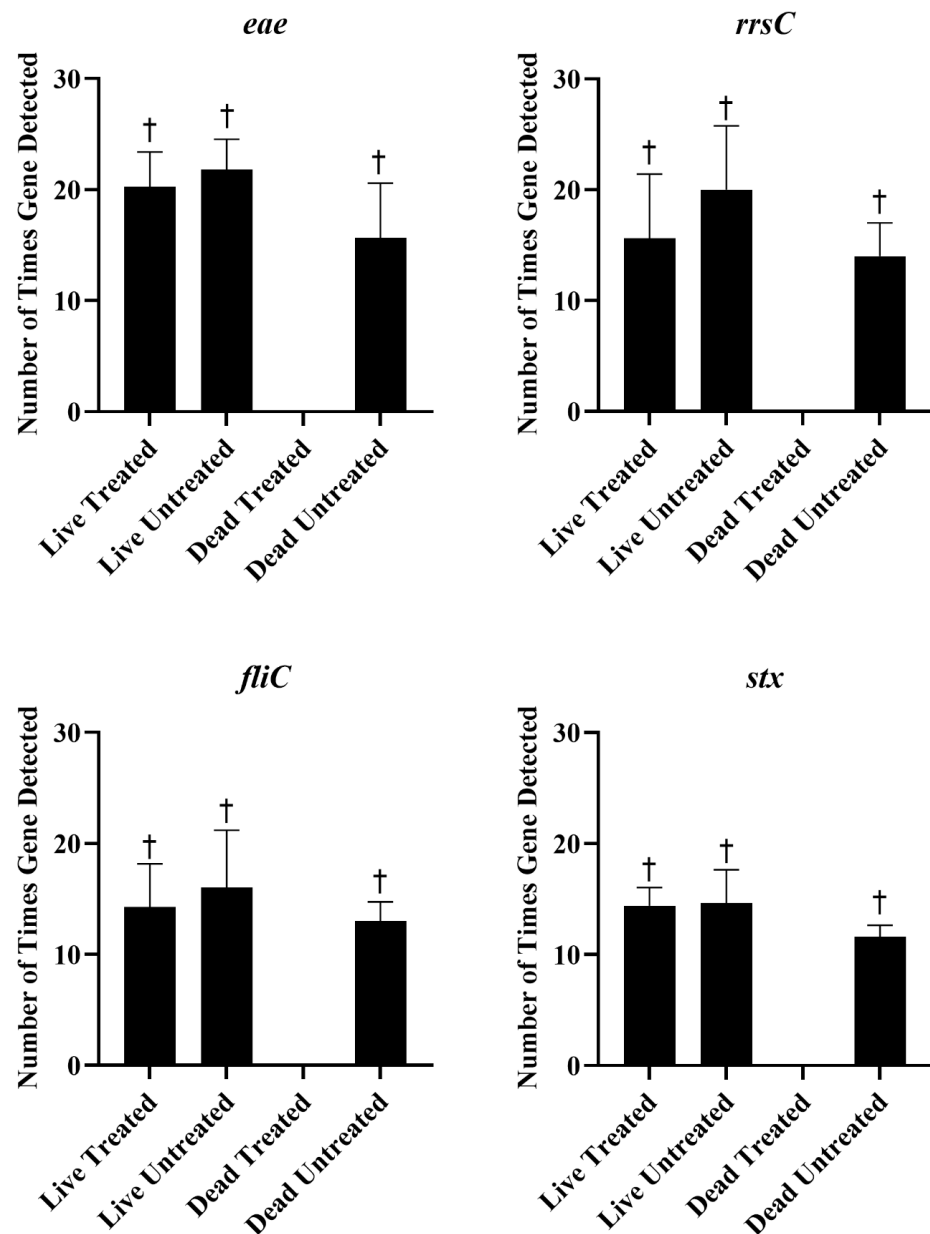 eae
Number of Times Gene Detected
30
20
10
0
†
†
†
Live Treated
Live Untreated
Dead Treated
Dead Untreated
rrsC
Number of Times Gene Detected
30
20
10
0
†
†
†
Live Treated
Live Untreated
Dead Treated
Dead Untreated
fliC
Number of Times Gene Detected
30
20
10
0
†
†
†
Live Treated
Live Untreated
Dead Treated
Dead Untreated
stx
Number of Times Gene Detected
30
20
10
0
†
†
†
Live Treated
Live Untreated
Dead Treated
Dead Untreated